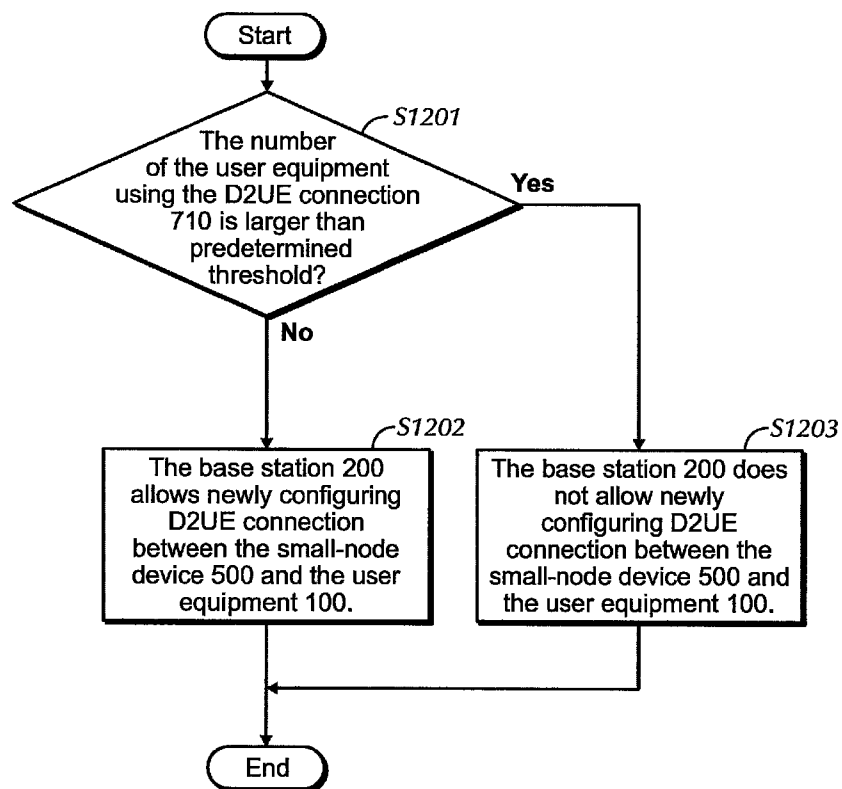 Start
S1201
The number
of the user equipment
using the D2UE connection
710 is larger than
predetermined
threshold?
Yes
No
S1202
The base station 200
allows newly configuring
D2UE connection
between the small-node
device 500 and the user
equipment 100.
S1203
The base station 200 does
not allow newly
configuring D2UE
connection between the
small-node device 500 and
the user equipment 100.
End